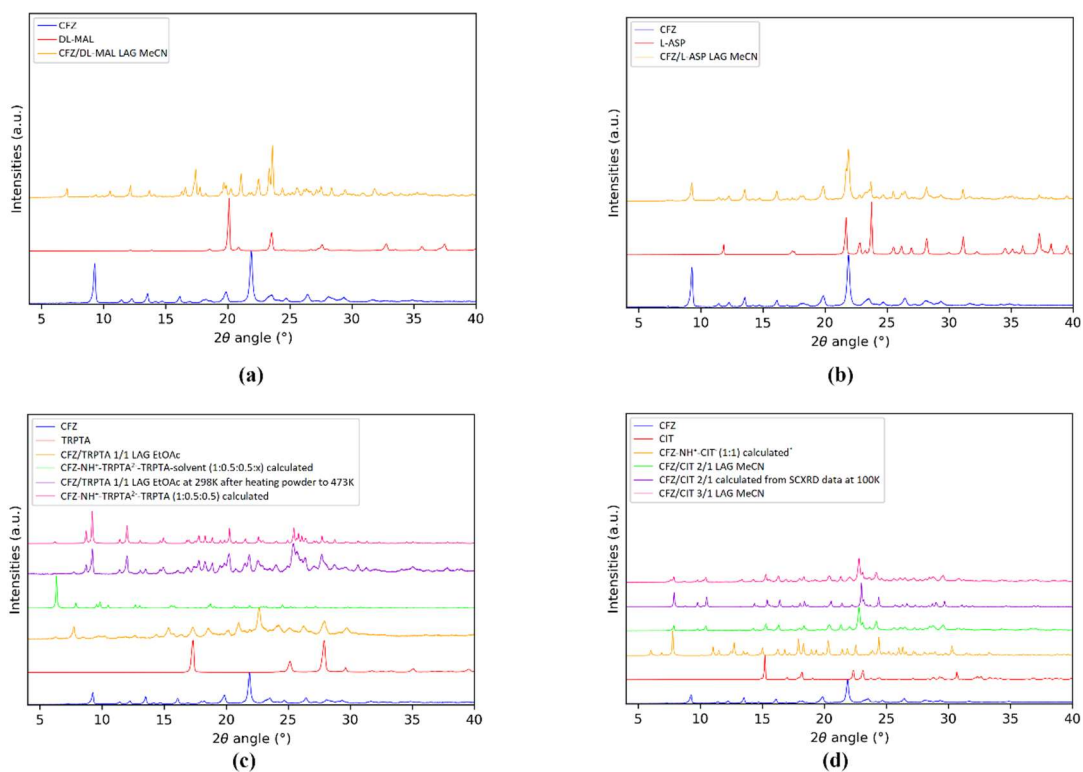 CFZ
DL-MAL
CFZ/DL-MAL LAG MeCN
Intensities (a.u.)
5 10 15 20 25 30 35 40
2θ angle (°)
(a)
CFZ
L-ASP
CFZ/L-ASP LAG MeCN
Intensities (a.u.)
5 10 15 20 25 30 35 40
2θ angle (°)
(b)
CFZ
TRPTA
CFZ/TRPTA 1/1 LAG EtOAc
CFZ-NH⁺-TRPTA²⁻-TRPTA-solvent (1:0.5:0.5:x) calculated
CFZ/TRPTA 1/1 LAG EtOAc at 298K after heating powder to 473K
CFZ-NH⁺-TRPTA²⁻-TRPTA (1:0.5:0.5) calculated
Intensities (a.u.)
5 10 15 20 25 30 35 40
2θ angle (°)
(c)
CFZ
CIT
CFZ-NH⁺-CIT⁻(1:1) calculated*
CFZ/CIT 2/1 LAG MeCN
CFZ/CIT 2/1 calculated from SCXRD data at 100K
CFZ/CIT 3/1 LAG MeCN
Intensities (a.u.)
5 10 15 20 25 30 35 40
2θ angle (°)
(d)